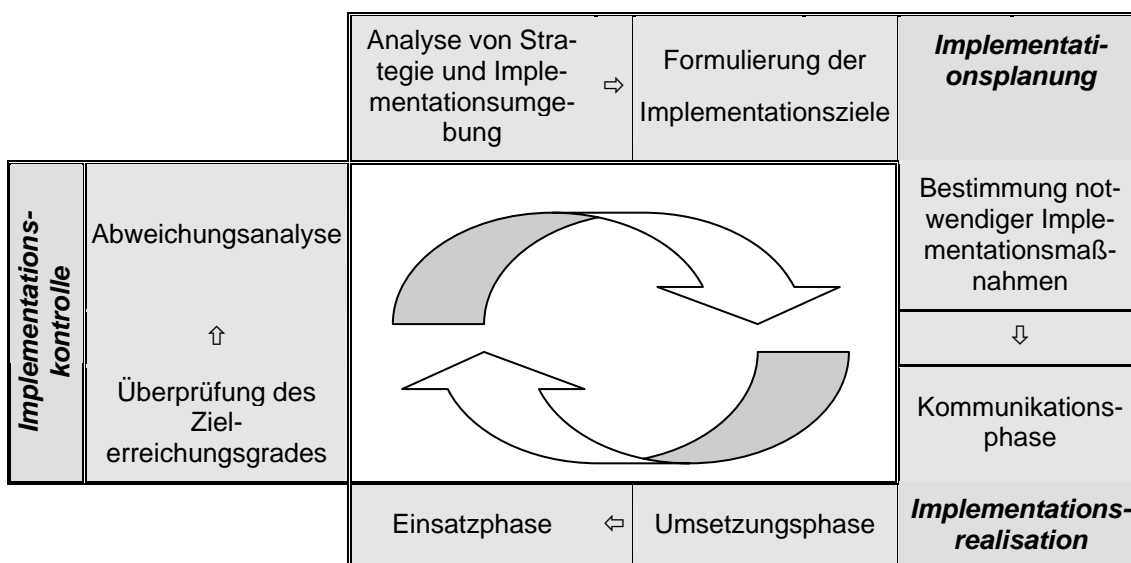 Analyse von Stra-
tegie und Imple-
mentationsumge-
bung
⇨
Formulierung der
Implementationsziele
Implementati-
onsplanung
Bestimmung not-
wendiger Imple-
mentationsmaß-
nahmen
⇩
Kommunikations-
phase
Implementations-
realisation
Umsetzungsphase
⇦
Einsatzphase
Implementations-
kontrolle
Abweichungsanalyse
⇧
Überprüfung des
Ziel-
erreichungsgrades